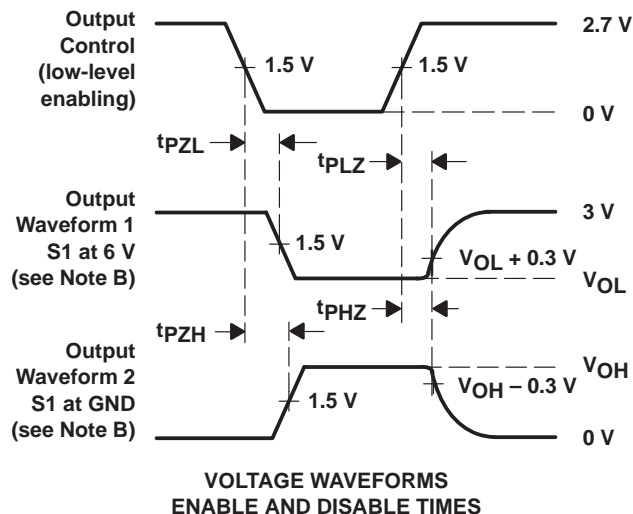 Output
Control
(low-level
enabling)
1.5 V
1.5 V
2.7 V
0 V
tPZL
tPLZ
Output
Waveform 1
S1 at 6 V
(see Note B)
1.5 V
3 V
VOL + 0.3 V
VOL
tPZH
tPHZ
Output
Waveform 2
S1 at GND
(see Note B)
1.5 V
VOH
VOH – 0.3 V
0 V
VOLTAGE WAVEFORMS
ENABLE AND DISABLE TIMES